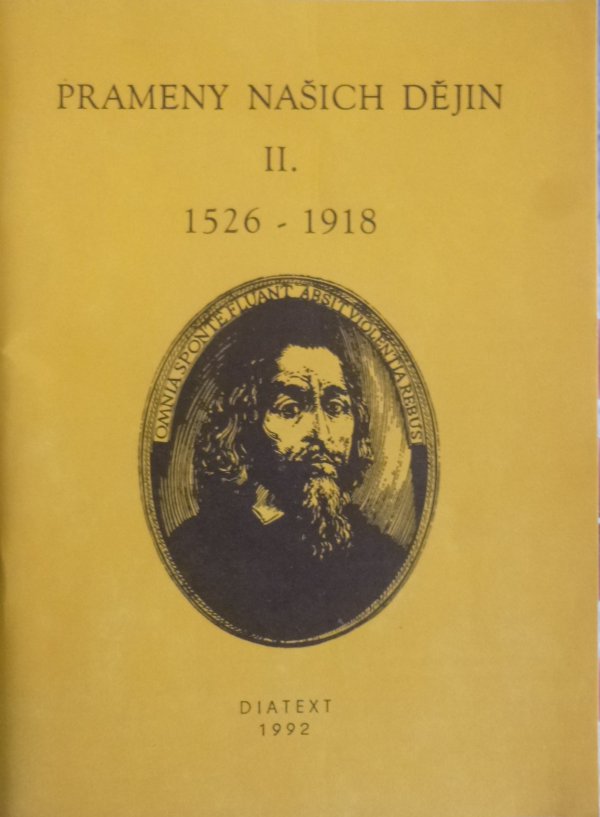 PRAMENY NAŠICH DĚJIN
II.
1526 - 1918
OMNIA SPONTE FLUANT ABSIT VIOLENTIA REBUS
DIATEXT
1992